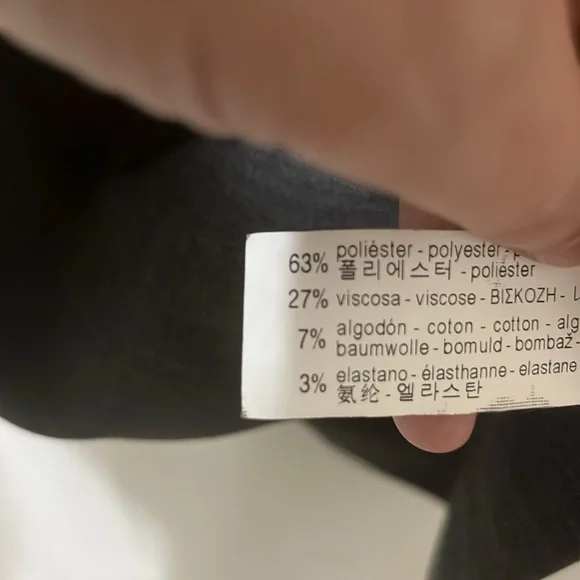 63% poliéster - polyester -
폴리에스터 - poliëster
27% viscosa - viscose - ΒΙΣΚΟΖΗ -
7% algodón - coton - cotton -
baumwolle - bomuld - bombaž -
3% elastano - élasthanne - elastane
氨纶 - 엘라스탄